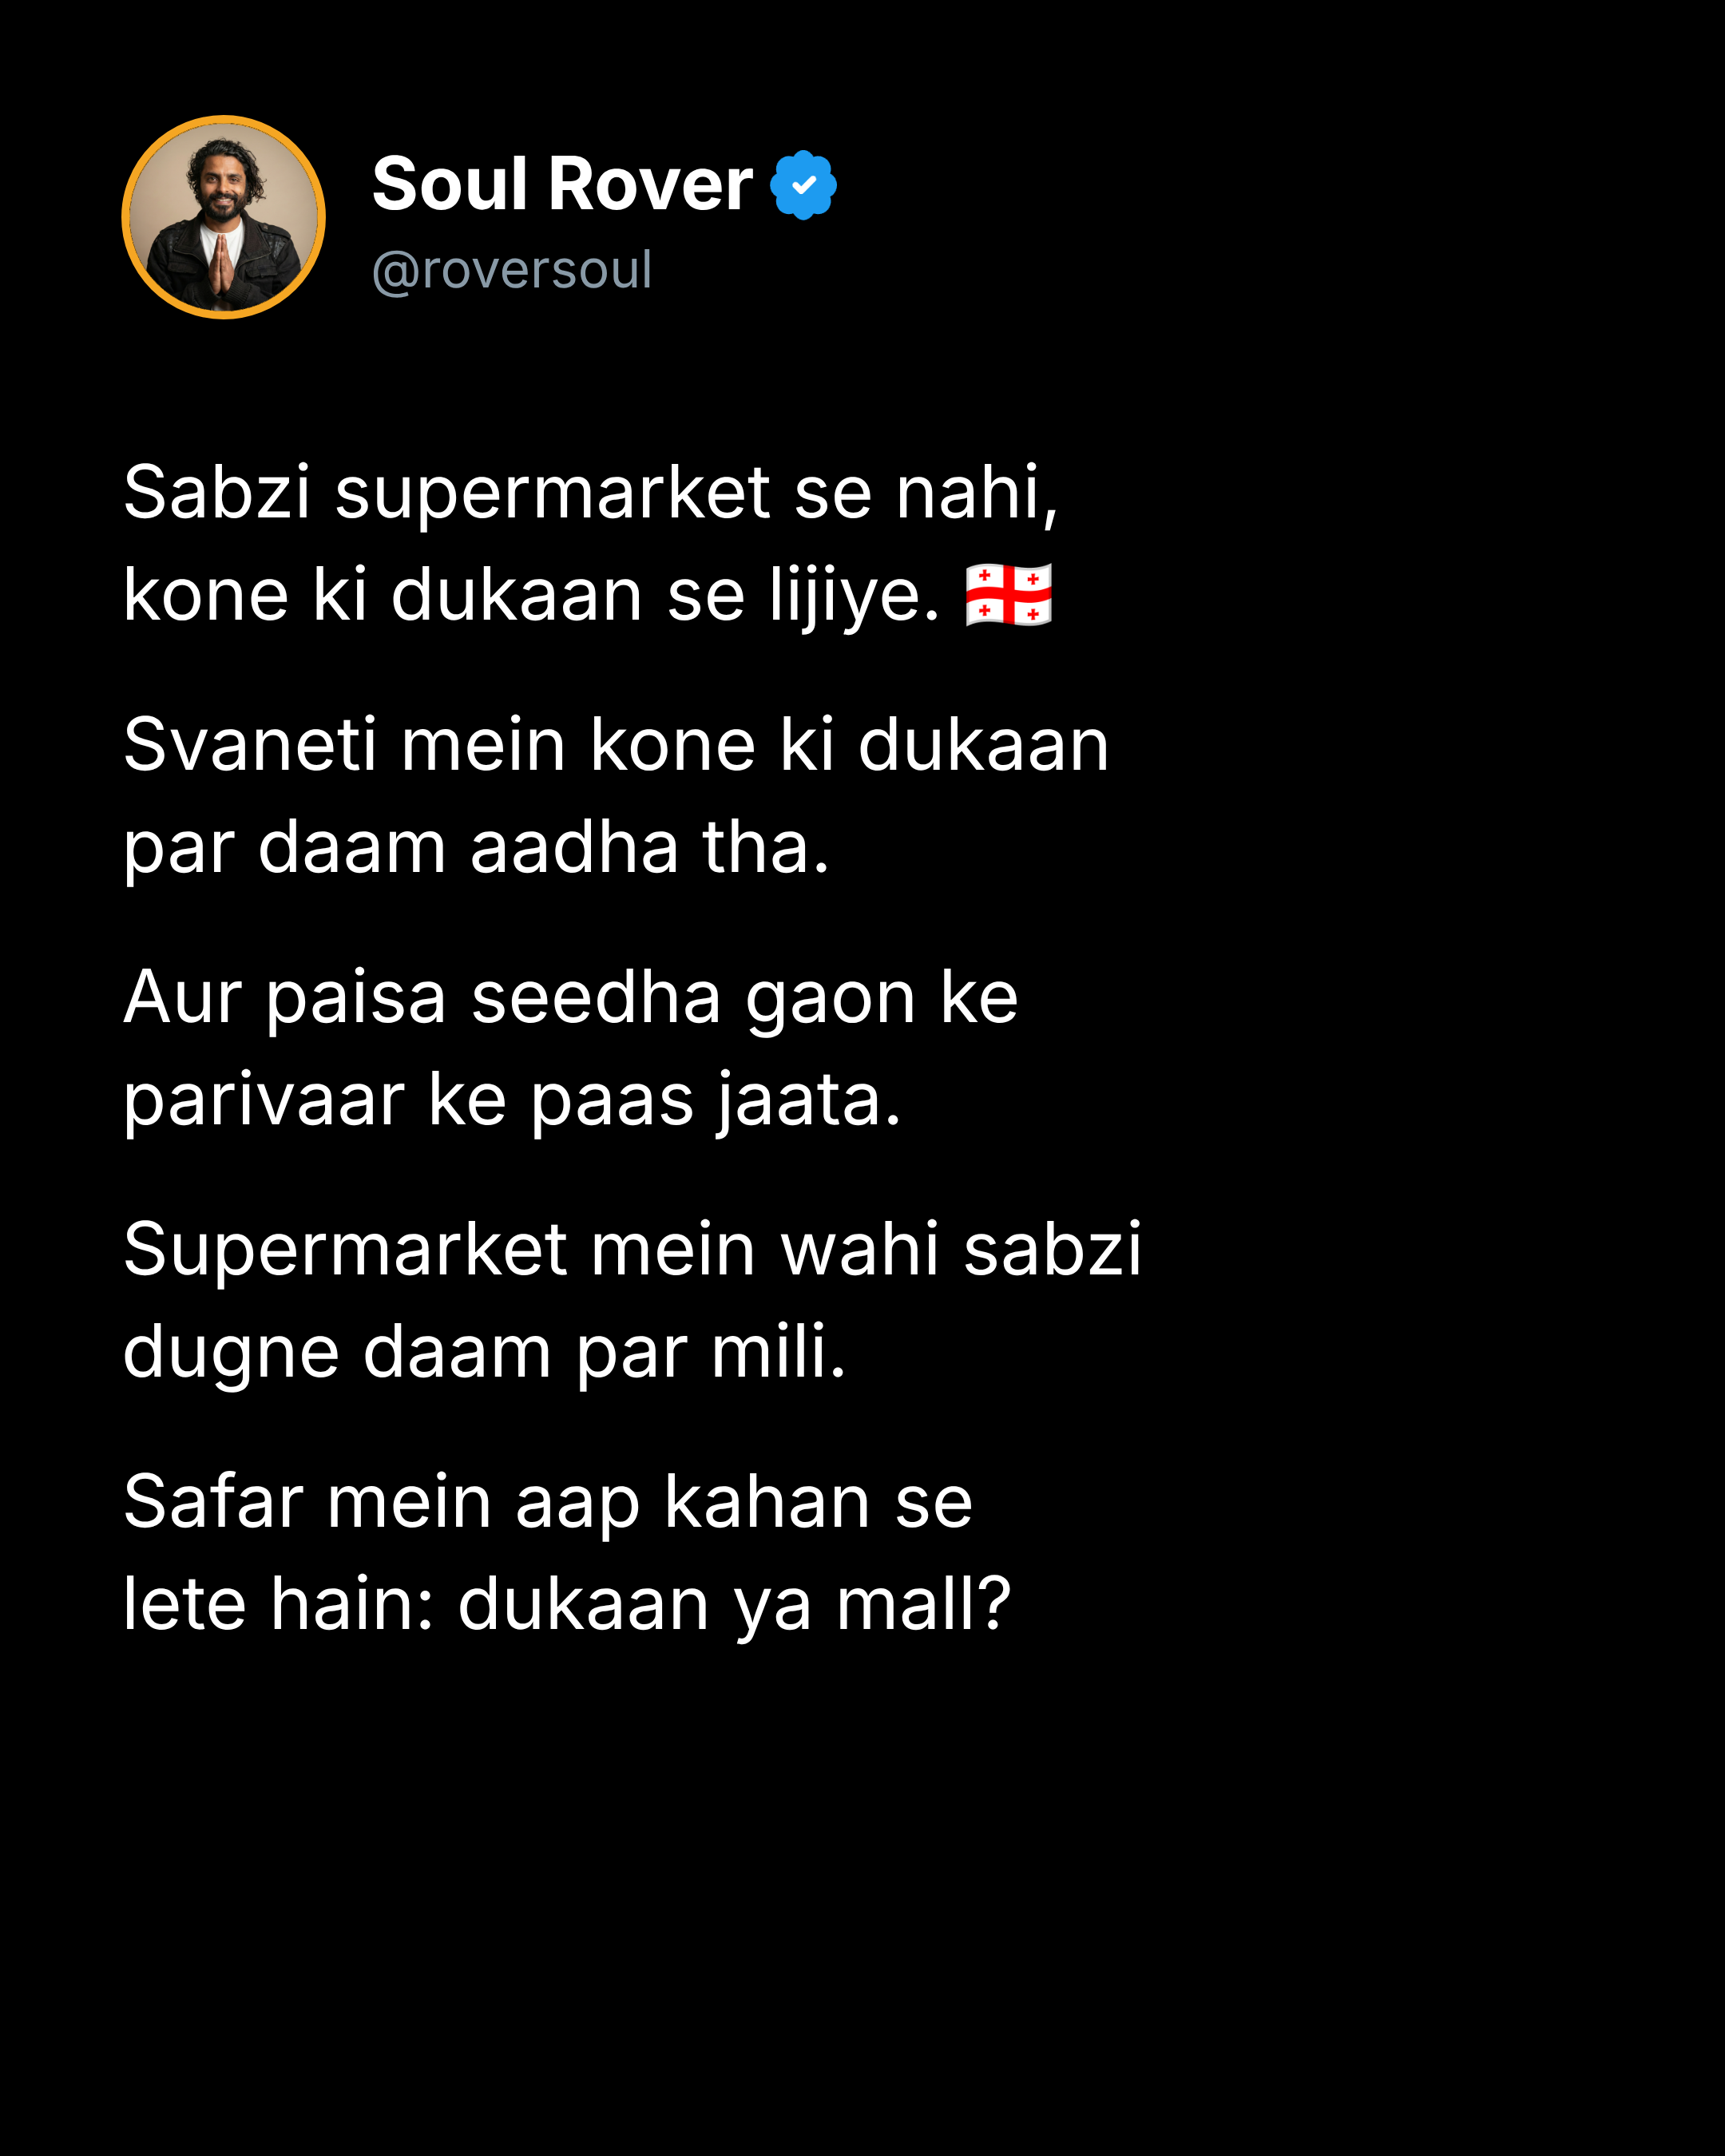 Soul Rover
@roversoul
Sabzi supermarket se nahi,
kone ki dukaan se lijiye. 🇬🇪
Svaneti mein kone ki dukaan
par daam aadha tha.
Aur paisa seedha gaon ke
parivaar ke paas jaata.
Supermarket mein wahi sabzi
dugne daam par mili.
Safar mein aap kahan se
lete hain: dukaan ya mall?